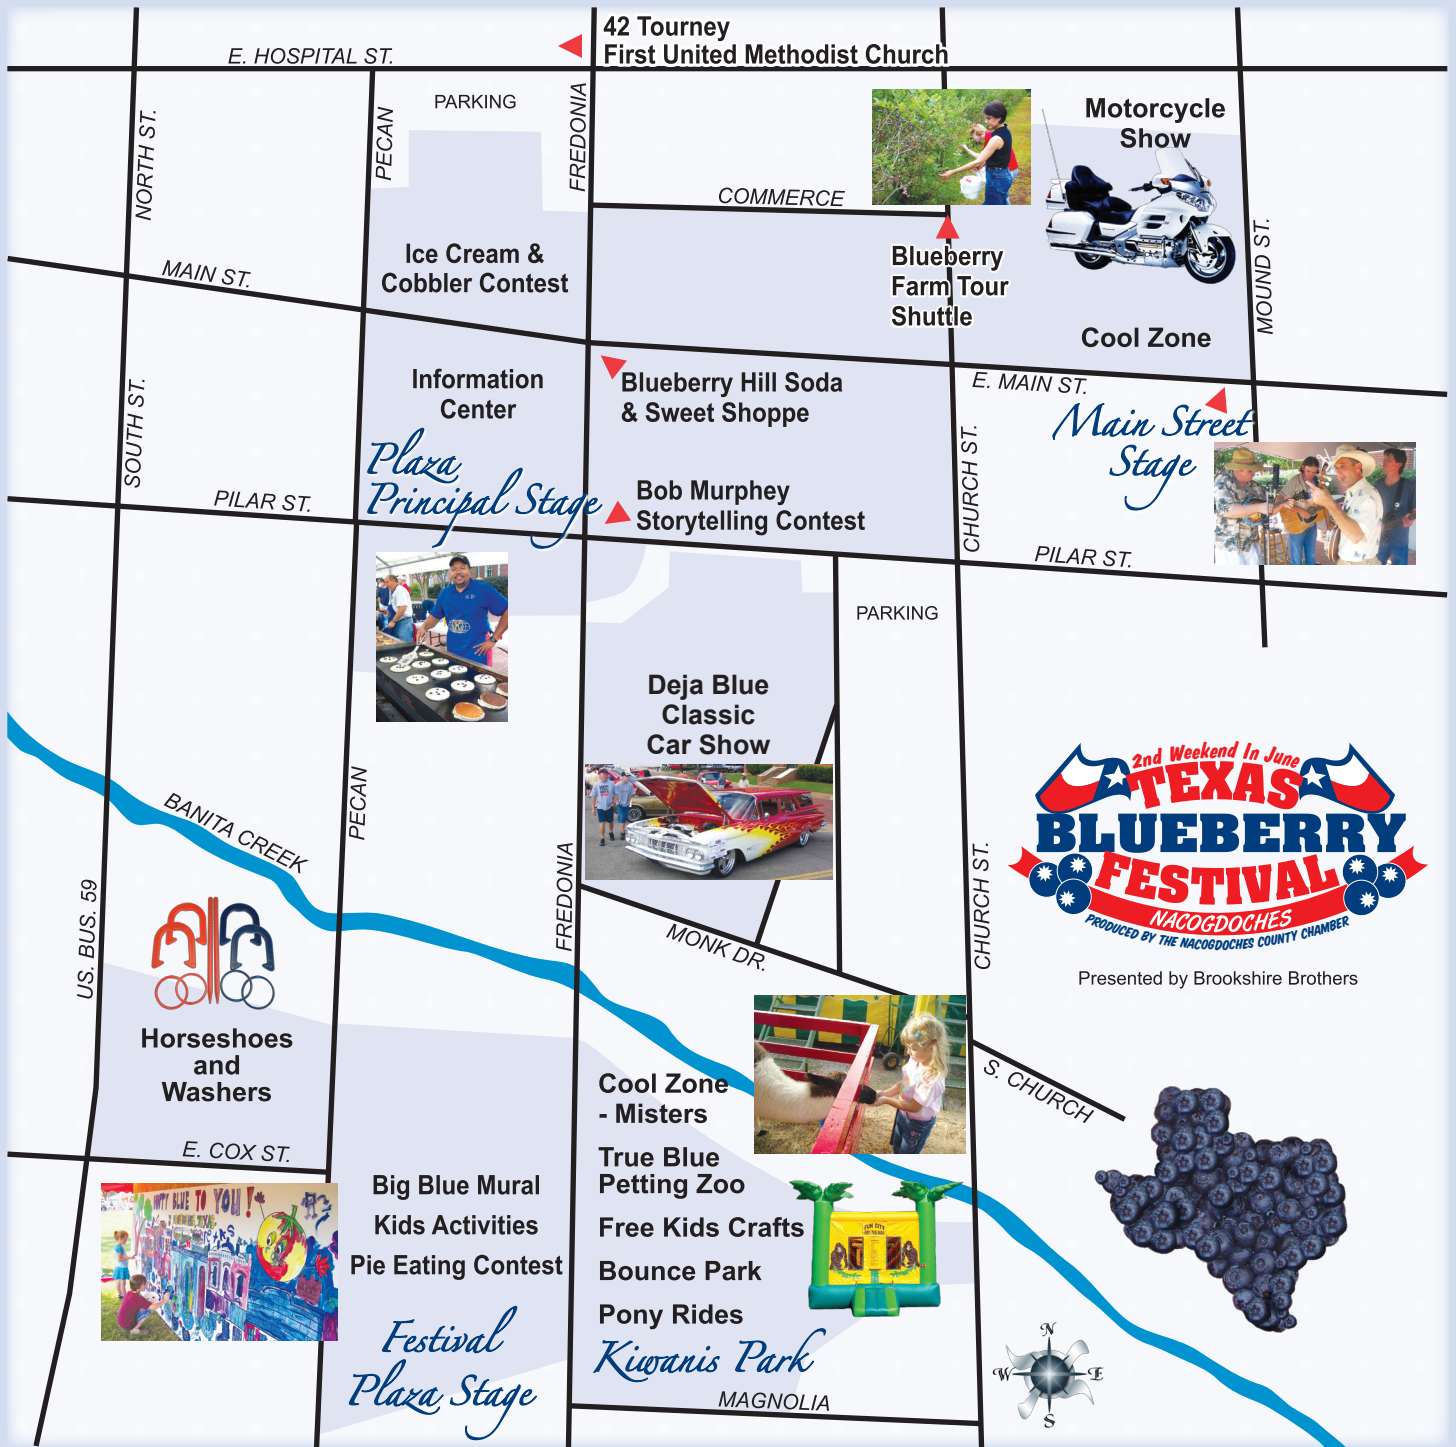 42 Tourney
First United Methodist Church
E. HOSPITAL ST.
PARKING
NORTH ST.
PECAN
FREDONIA
COMMERCE
Motorcycle
Show
MOUND ST.
Ice Cream &
Cobbler Contest
Blueberry
Farm Tour
Shuttle
MAIN ST.
Cool Zone
E. MAIN ST.
Information
Center
Blueberry Hill Soda
& Sweet Shoppe
SOUTH ST.
Main Street
Stage
Plaza
Principal Stage
CHURCH ST.
PILAR ST.
Bob Murphey
Storytelling Contest
PILAR ST.
PARKING
Deja Blue
Classic
Car Show
BANITA CREEK
PECAN
FREDONIA
US. BUS. 59
MONK DR.
CHURCH ST.
2nd Weekend In June
TEXAS
BLUEBERRY
FESTIVAL
NACOGDOCHES
PRODUCED BY THE NACOGDOCHES COUNTY CHAMBER
Presented by Brookshire Brothers
Horseshoes
and
Washers
S. CHURCH
Cool Zone
- Misters
True Blue
Petting Zoo
Free Kids Crafts
Bounce Park
Pony Rides
Kiwanis Park
FUN CITY
E. COX ST.
BLUE TO YOU!
Big Blue Mural
Kids Activities
Pie Eating Contest
Festival
Plaza Stage
MAGNOLIA
N
W
E
S